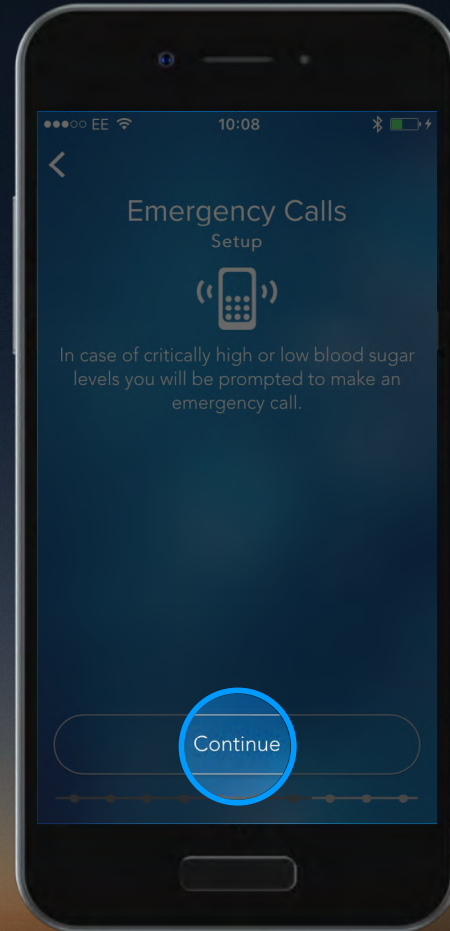 EE 10:08
Emergency Calls
Setup
In case of critically high or low blood sugar
levels you will be prompted to make an
emergency call.
Continue